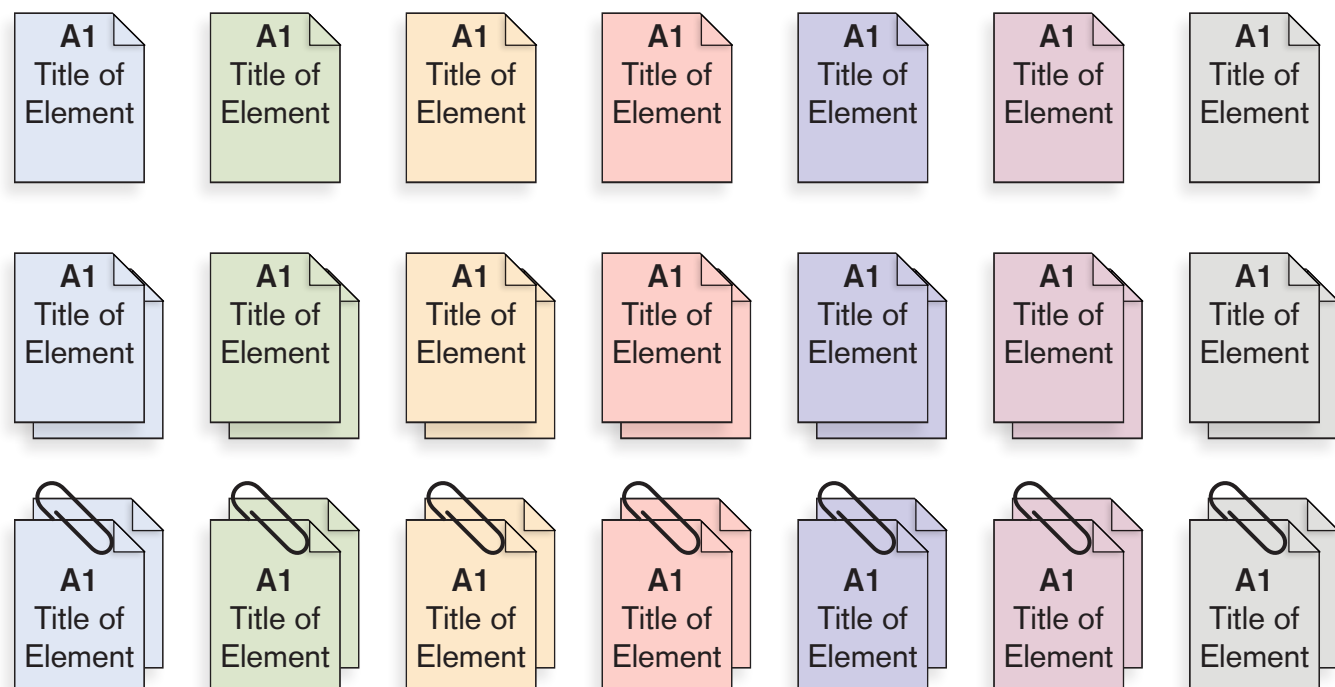 A1 A1 A1 A1 A1 A1 A1
Title of Title of Title of Title of Title of Title of Title of
Element Element Element Element Element Element Element
A1 A1 A1 A1 A1 A1 A1
Title of Title of Title of Title of Title of Title of Title of
Element Element Element Element Element Element Element
A1 A1 A1 A1 A1 A1 A1
Title of Title of Title of Title of Title of Title of Title of
Element Element Element Element Element Element Element